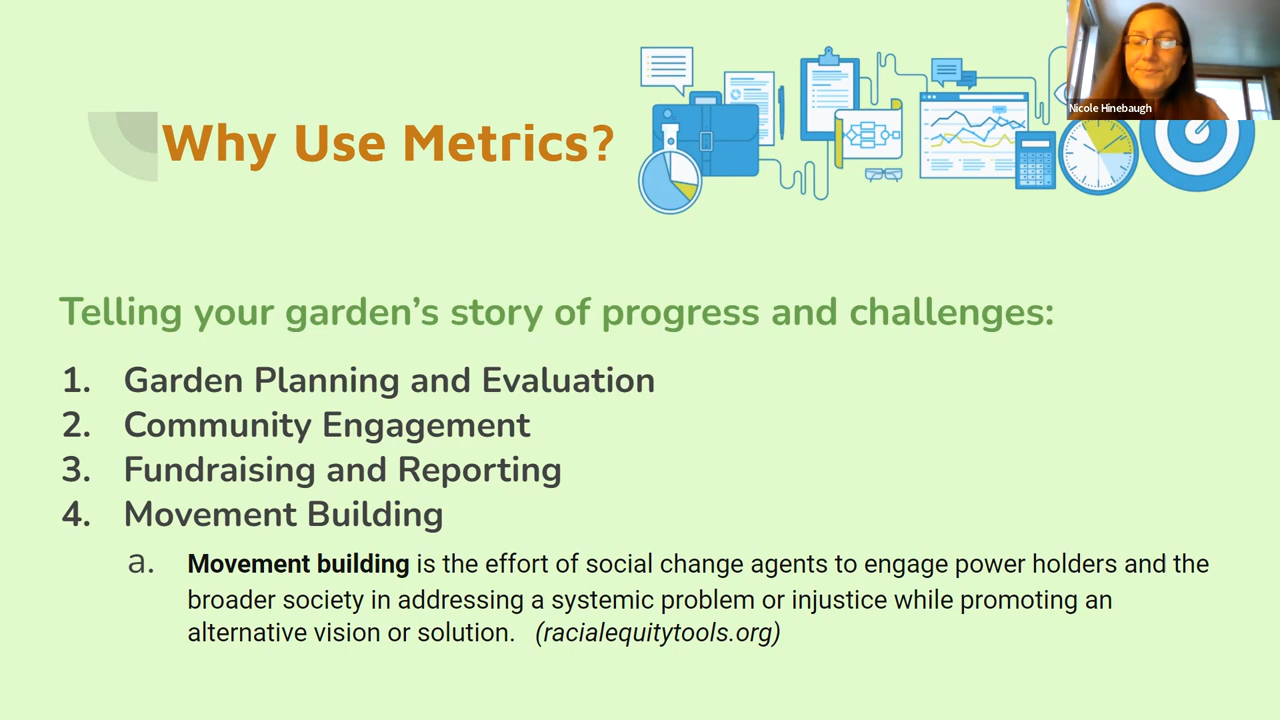 Nicole Hinebaugh
Why Use Metrics?
Telling your garden's story of progress and challenges:
1. Garden Planning and Evaluation
2. Community Engagement
3. Fundraising and Reporting
4. Movement Building
a. Movement building is the effort of social change agents to engage power holders and the
broader society in addressing a systemic problem or injustice while promoting an
alternative vision or solution. (racialequitytools.org)